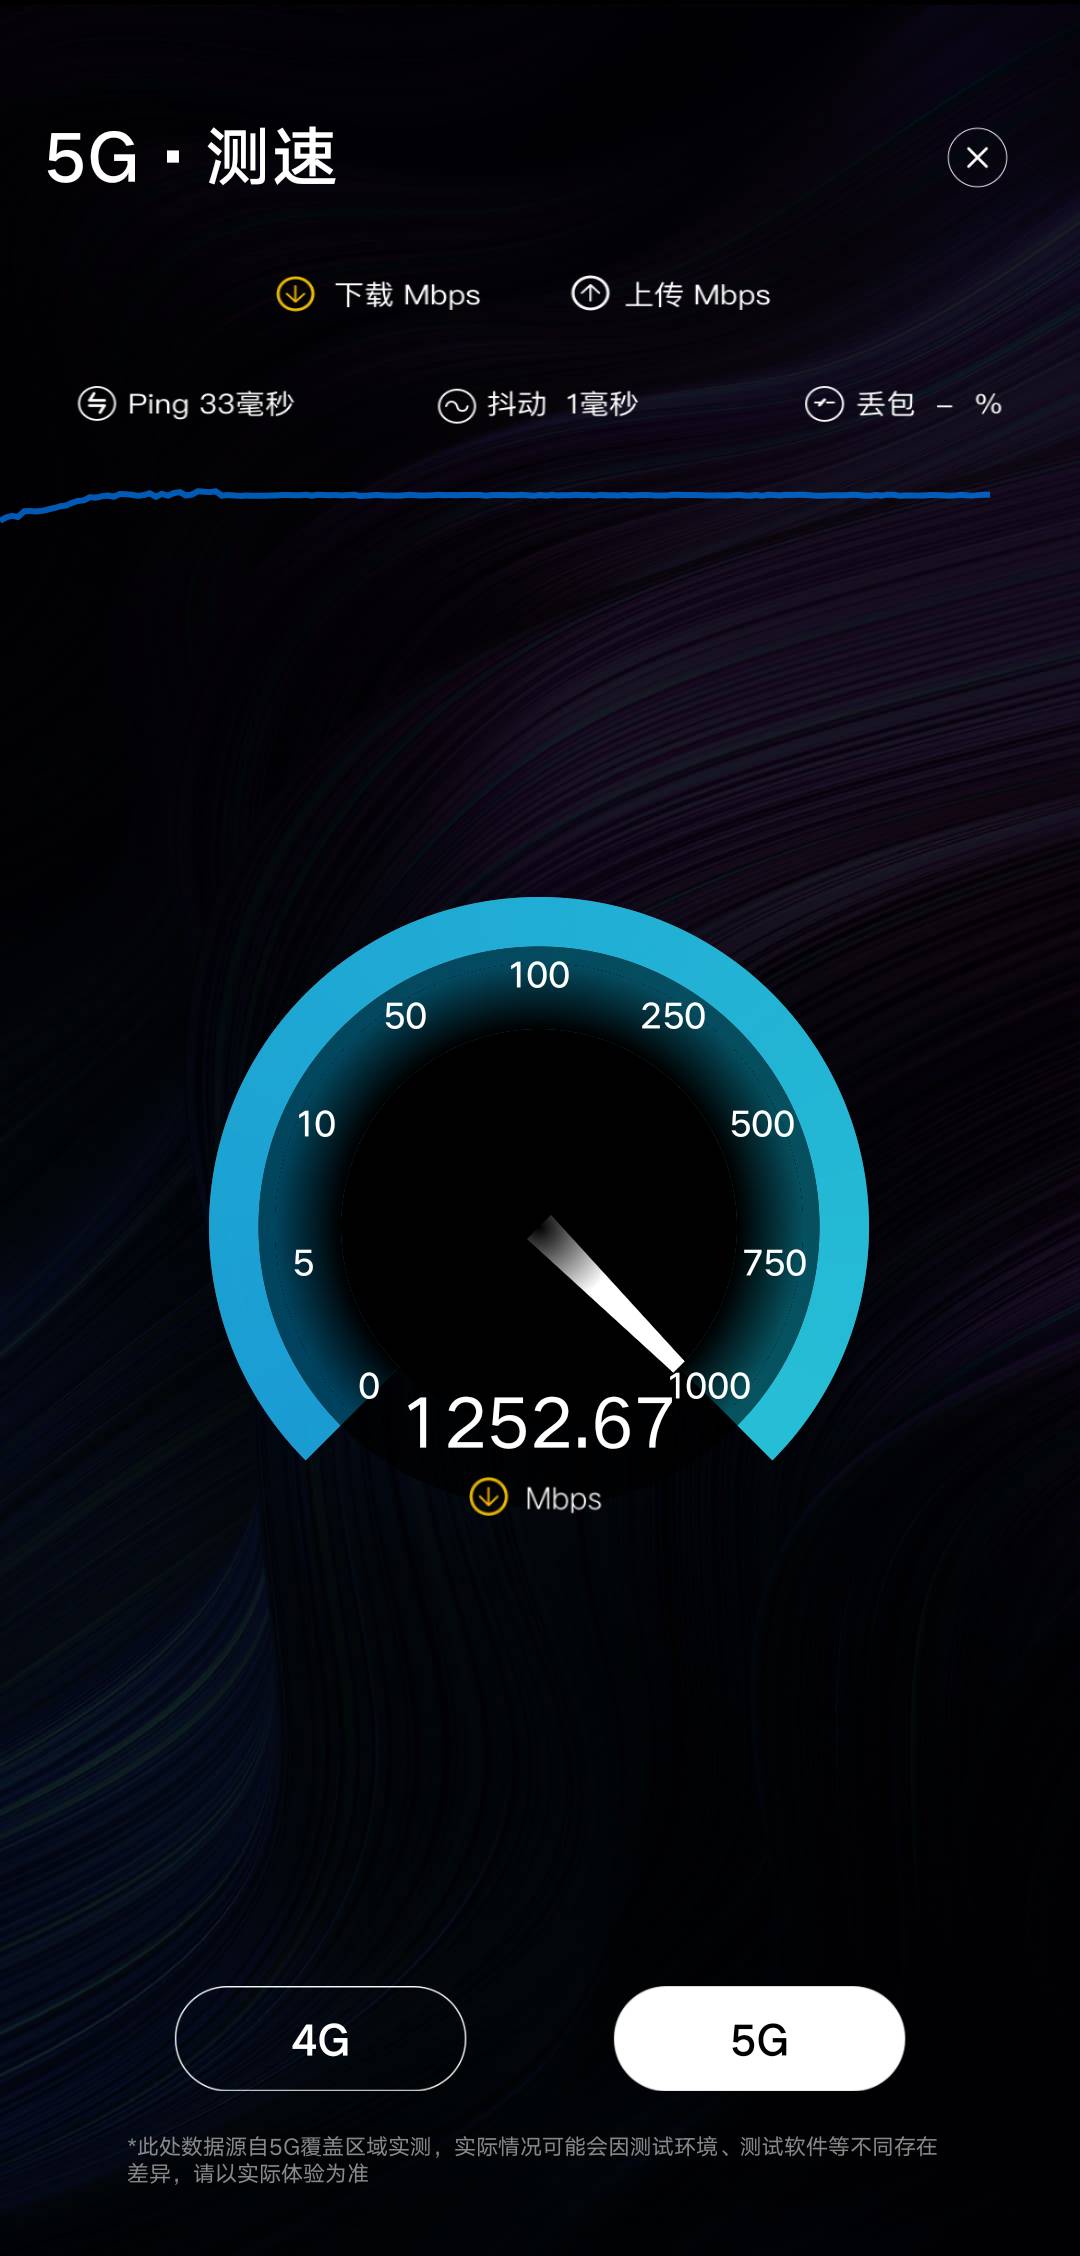 5G · 测速
下载 Mbps 上传 Mbps
Ping 33毫秒 抖动 1毫秒 丢包 – %
100
50 250
10 500
5 750
0 1000
1252.67
Mbps
4G 5G
*此处数据源自5G覆盖区域实测，实际情况可能会因测试环境、测试软件等不同存在
差异，请以实际体验为准